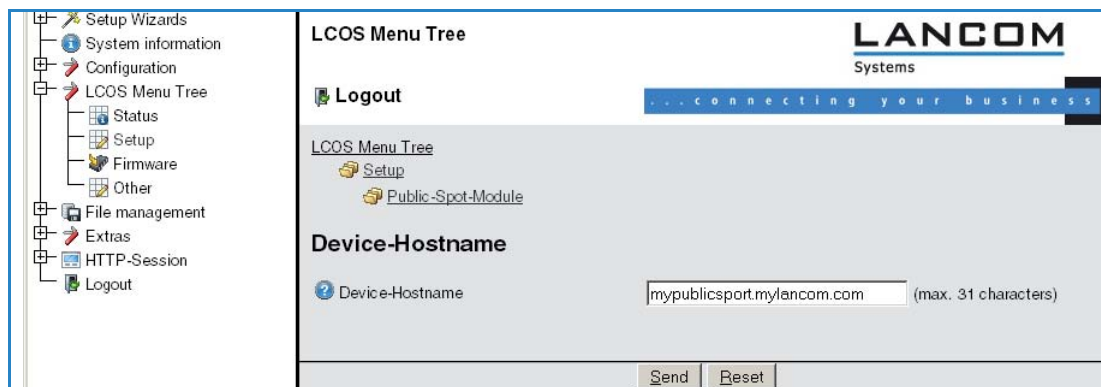 Setup Wizards
System information
Configuration
LCOS Menu Tree
Status
Setup
Firmware
Other
File management
Extras
HTTP-Session
Logout
LCOS Menu Tree
LANCOM
Systems
Logout
...connecting your business
LCOS Menu Tree
Setup
Public-Spot-Module
Device-Hostname
Device-Hostname
mypublicsport.mylancom.com
(max. 31 characters)
Send
Reset